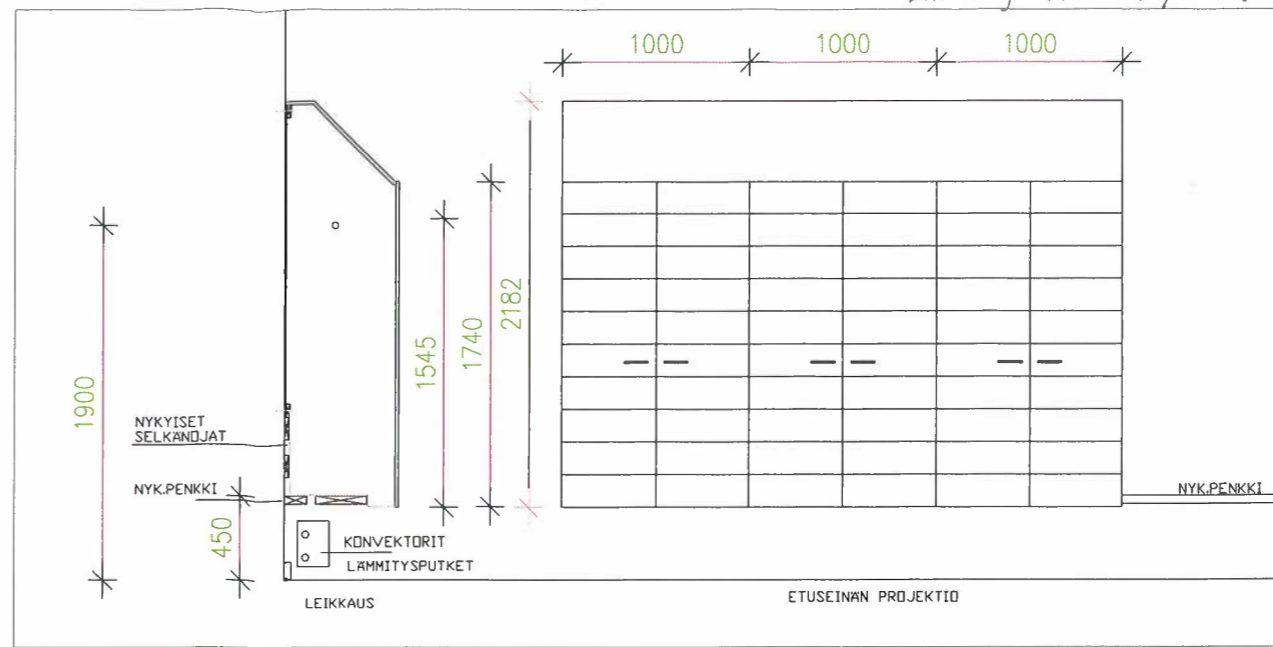 1000
1000
1000
1900
1545
1740
2182
NYKYISET
SELKÄNOJAT
NYK.PENKKI
450
KONVEKTORIT
LÄMMITYSPUTKET
LEIKKAUS
NYK.PENKKI
ETUSEINÄN PROJEKTIO